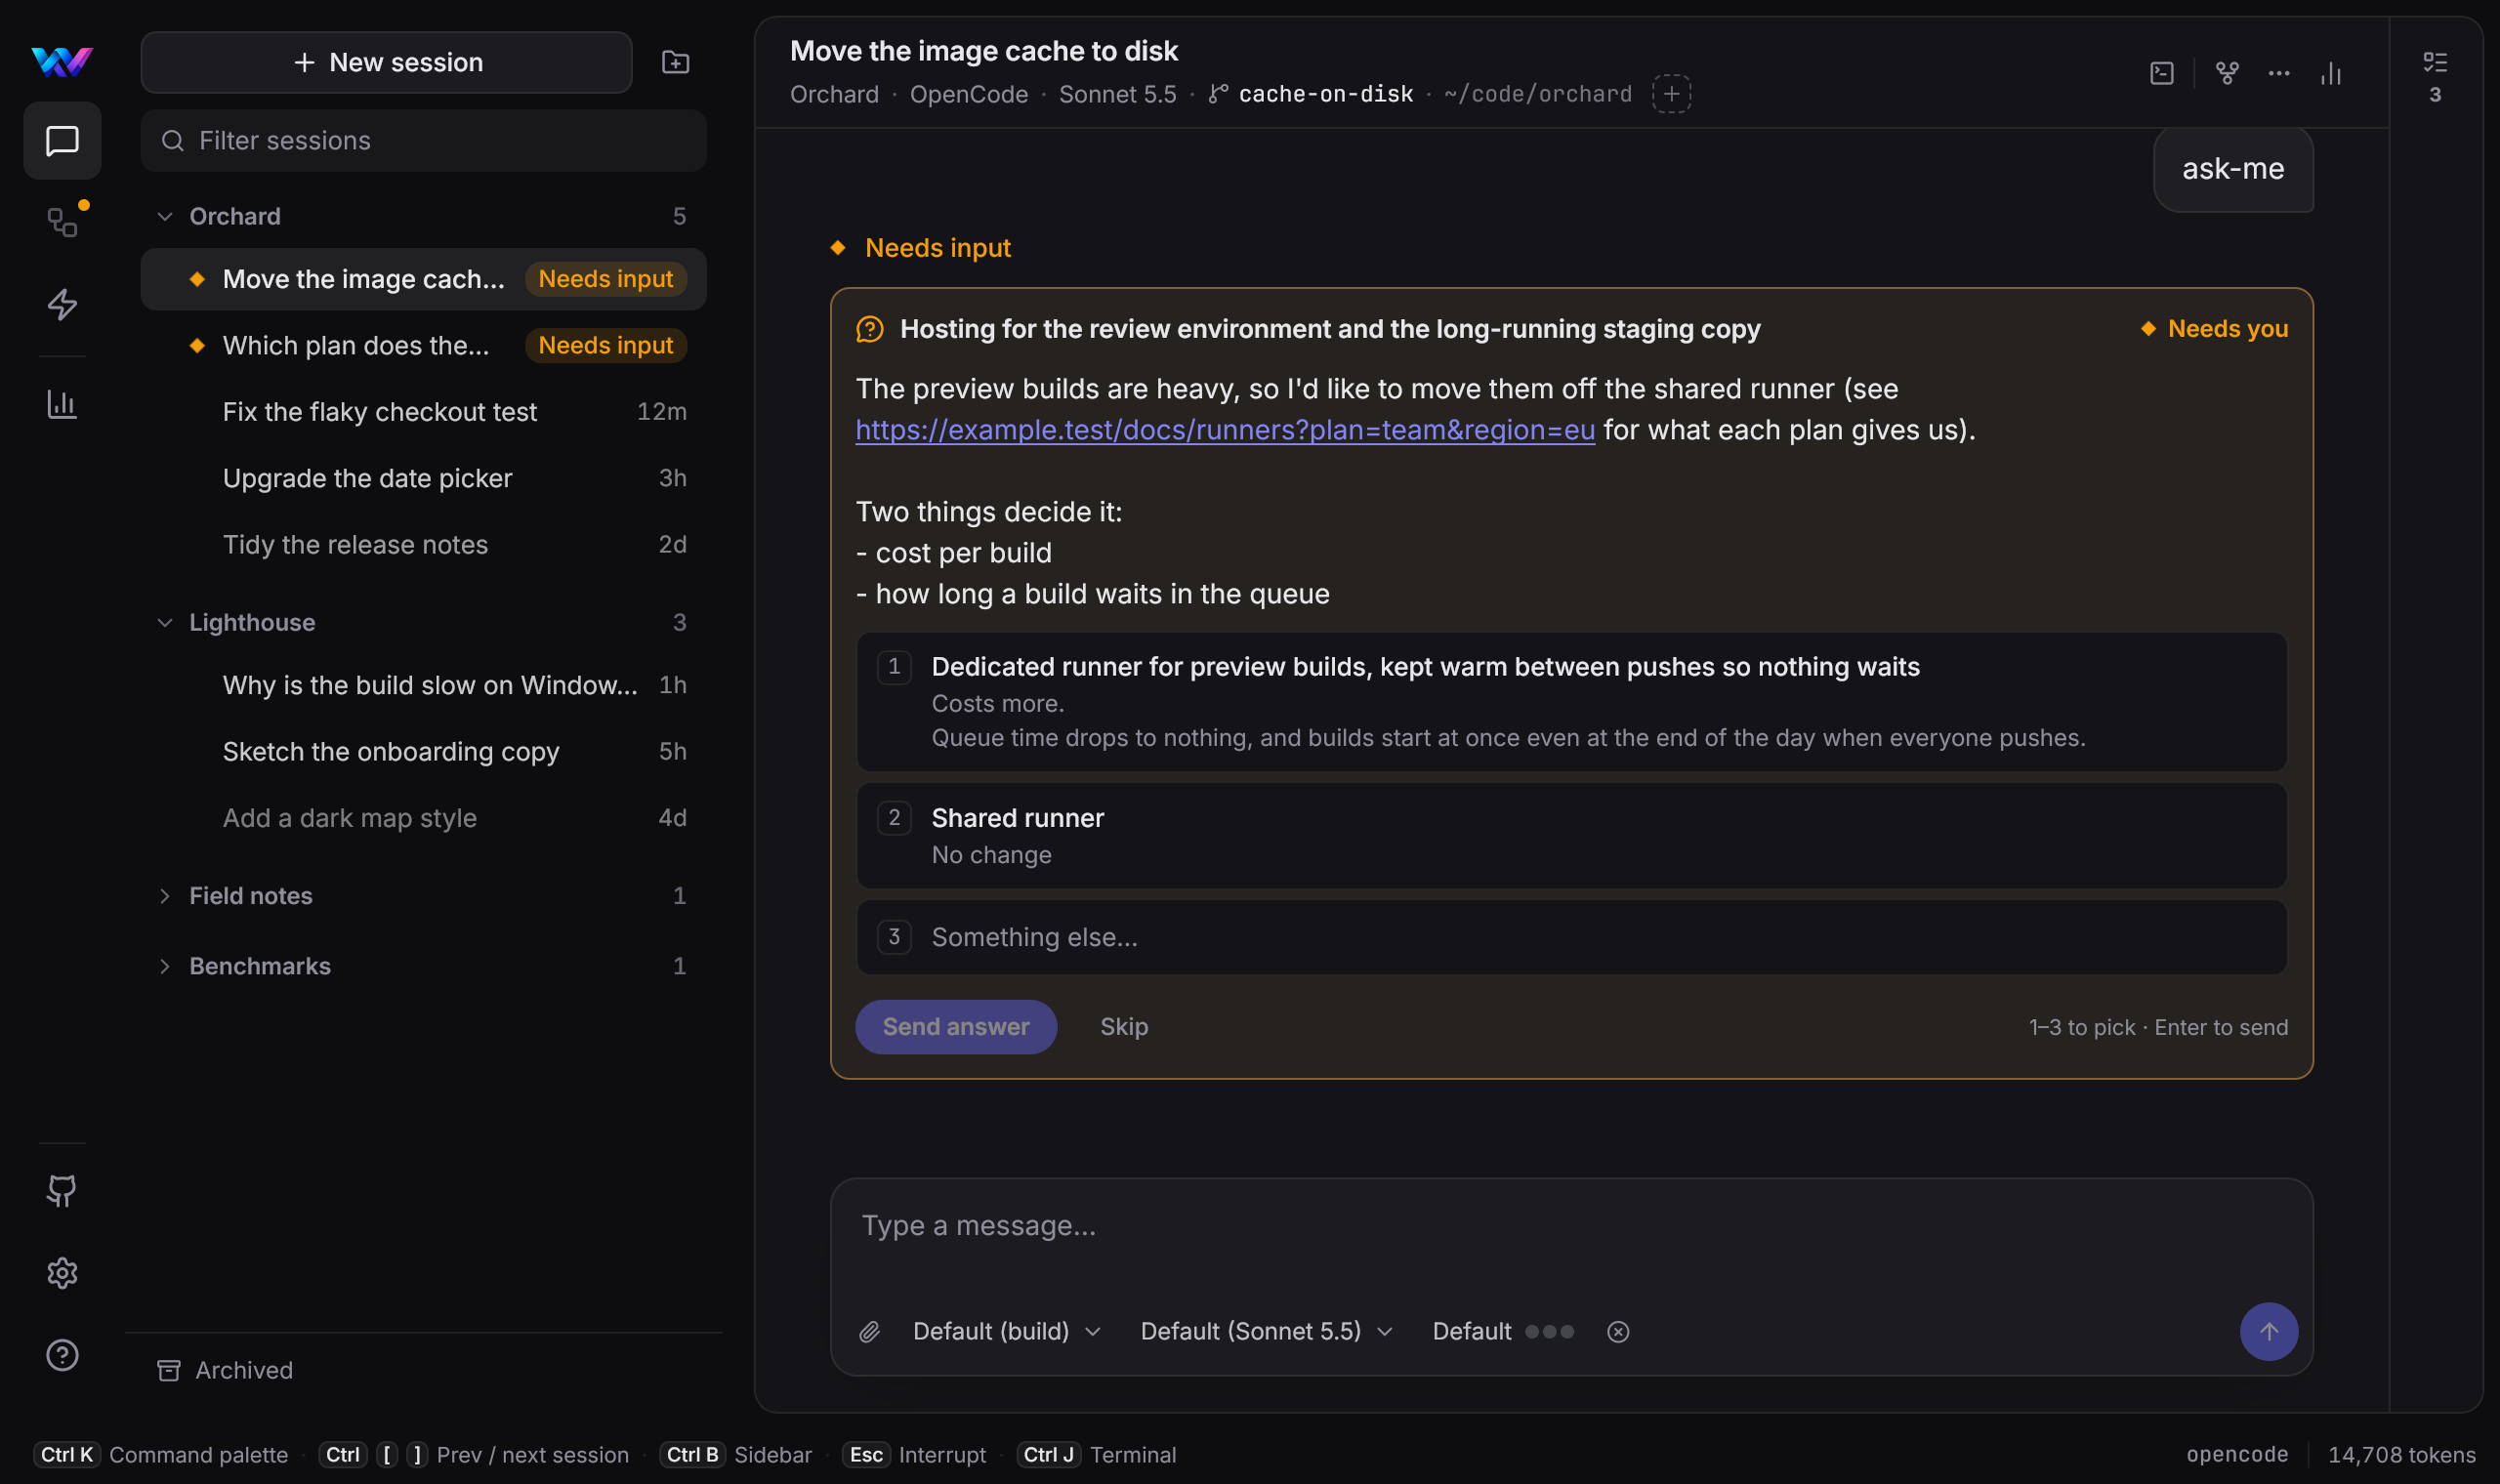 New session
Filter sessions
Orchard 5
Move the image cach... Needs input
Which plan does the... Needs input
Fix the flaky checkout test 12m
Upgrade the date picker 3h
Tidy the release notes 2d
Lighthouse 3
Why is the build slow on Window... 1h
Sketch the onboarding copy 5h
Add a dark map style 4d
Field notes 1
Benchmarks 1
Archived
Move the image cache to disk
Orchard · OpenCode · Sonnet 5.5 · cache-on-disk · ~/code/orchard
3
ask-me
Needs input
Hosting for the review environment and the long-running staging copy
Needs you
The preview builds are heavy, so I'd like to move them off the shared runner (see
https://example.test/docs/runners?plan=team&region=eu for what each plan gives us).
Two things decide it:
- cost per build
- how long a build waits in the queue
1 Dedicated runner for preview builds, kept warm between pushes so nothing waits
Costs more.
Queue time drops to nothing, and builds start at once even at the end of the day when everyone pushes.
2 Shared runner
No change
3 Something else...
Send answer
Skip
1–3 to pick · Enter to send
Type a message...
Default (build)
Default (Sonnet 5.5)
Default
Ctrl K Command palette · Ctrl [ ] Prev / next session · Ctrl B Sidebar · Esc Interrupt · Ctrl J Terminal
opencode
14,708 tokens